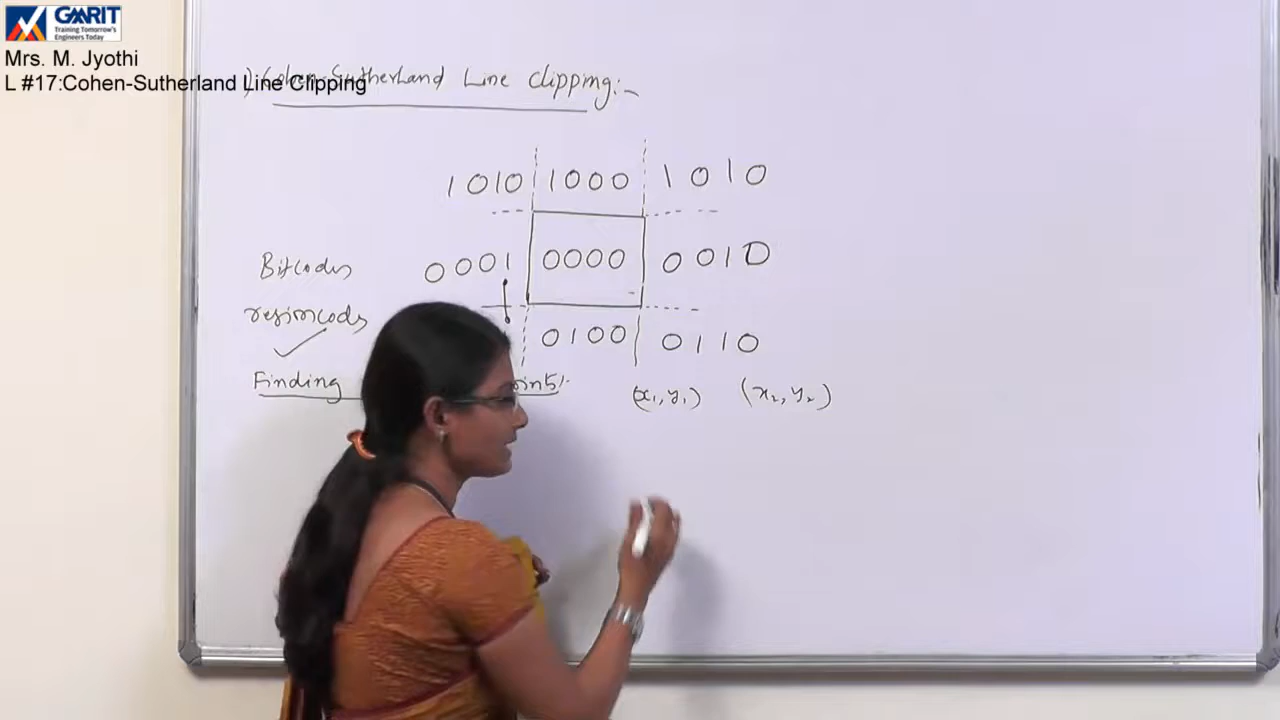 GMRIT
Training Tomorrow's
Engineers Today
Mrs. M. Jyothi
L #17:Cohen-Sutherland Line Clipping
1) Cohen-Sutherland Line Clipping:-
1010 1000 1010
Bitcodes 0001 0000 0010
0100 0110
Finding (x1, y1) (x2, y2)